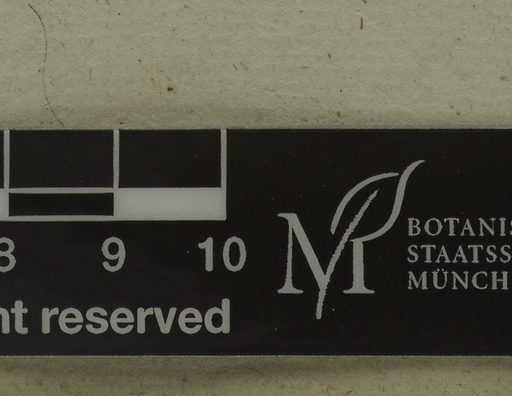 8 9 10
nt reserved
M
BOTANIS
STAATSS
MÜNCH